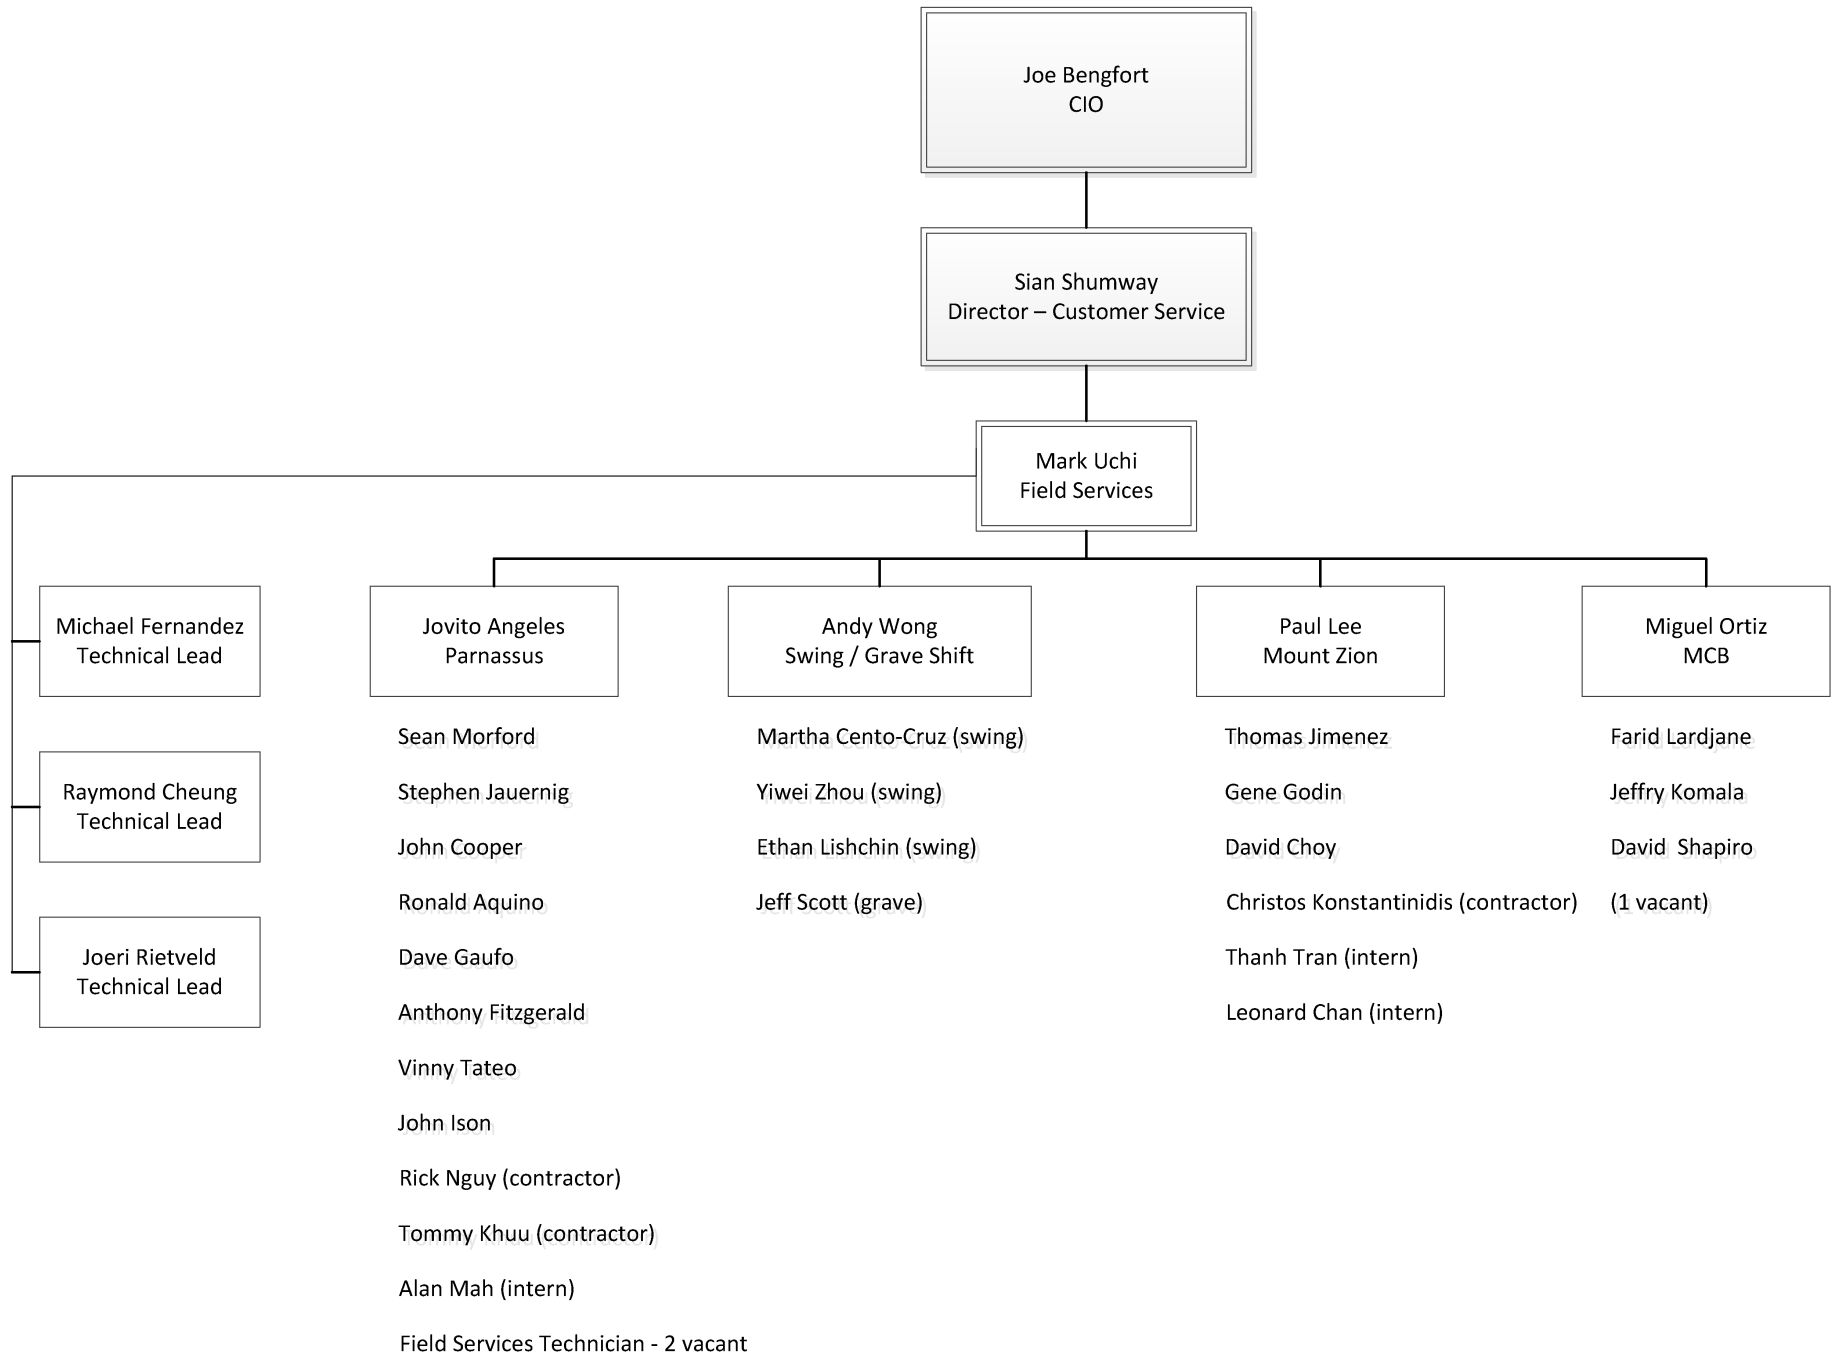 Joe Bengfort
CIO
Sian Shumway
Director – Customer Service
Mark Uchi
Field Services
Michael Fernandez
Technical Lead
Raymond Cheung
Technical Lead
Joeri Rietveld
Technical Lead
Jovito Angeles
Parnassus
Sean Morford
Stephen Jauernig
John Cooper
Ronald Aquino
Dave Gaufo
Anthony Fitzgerald
Vinny Tateo
John Ison
Rick Nguy (contractor)
Tommy Khuu (contractor)
Alan Mah (intern)
Field Services Technician - 2 vacant
Andy Wong
Swing / Grave Shift
Martha Cento-Cruz (swing)
Yiwei Zhou (swing)
Ethan Lishchin (swing)
Jeff Scott (grave)
Paul Lee
Mount Zion
Thomas Jimenez
Gene Godin
David Choy
Christos Konstantinidis (contractor)
Thanh Tran (intern)
Leonard Chan (intern)
Miguel Ortiz
MCB
Farid Lardjane
Jeffry Komala
David  Shapiro
(1 vacant)